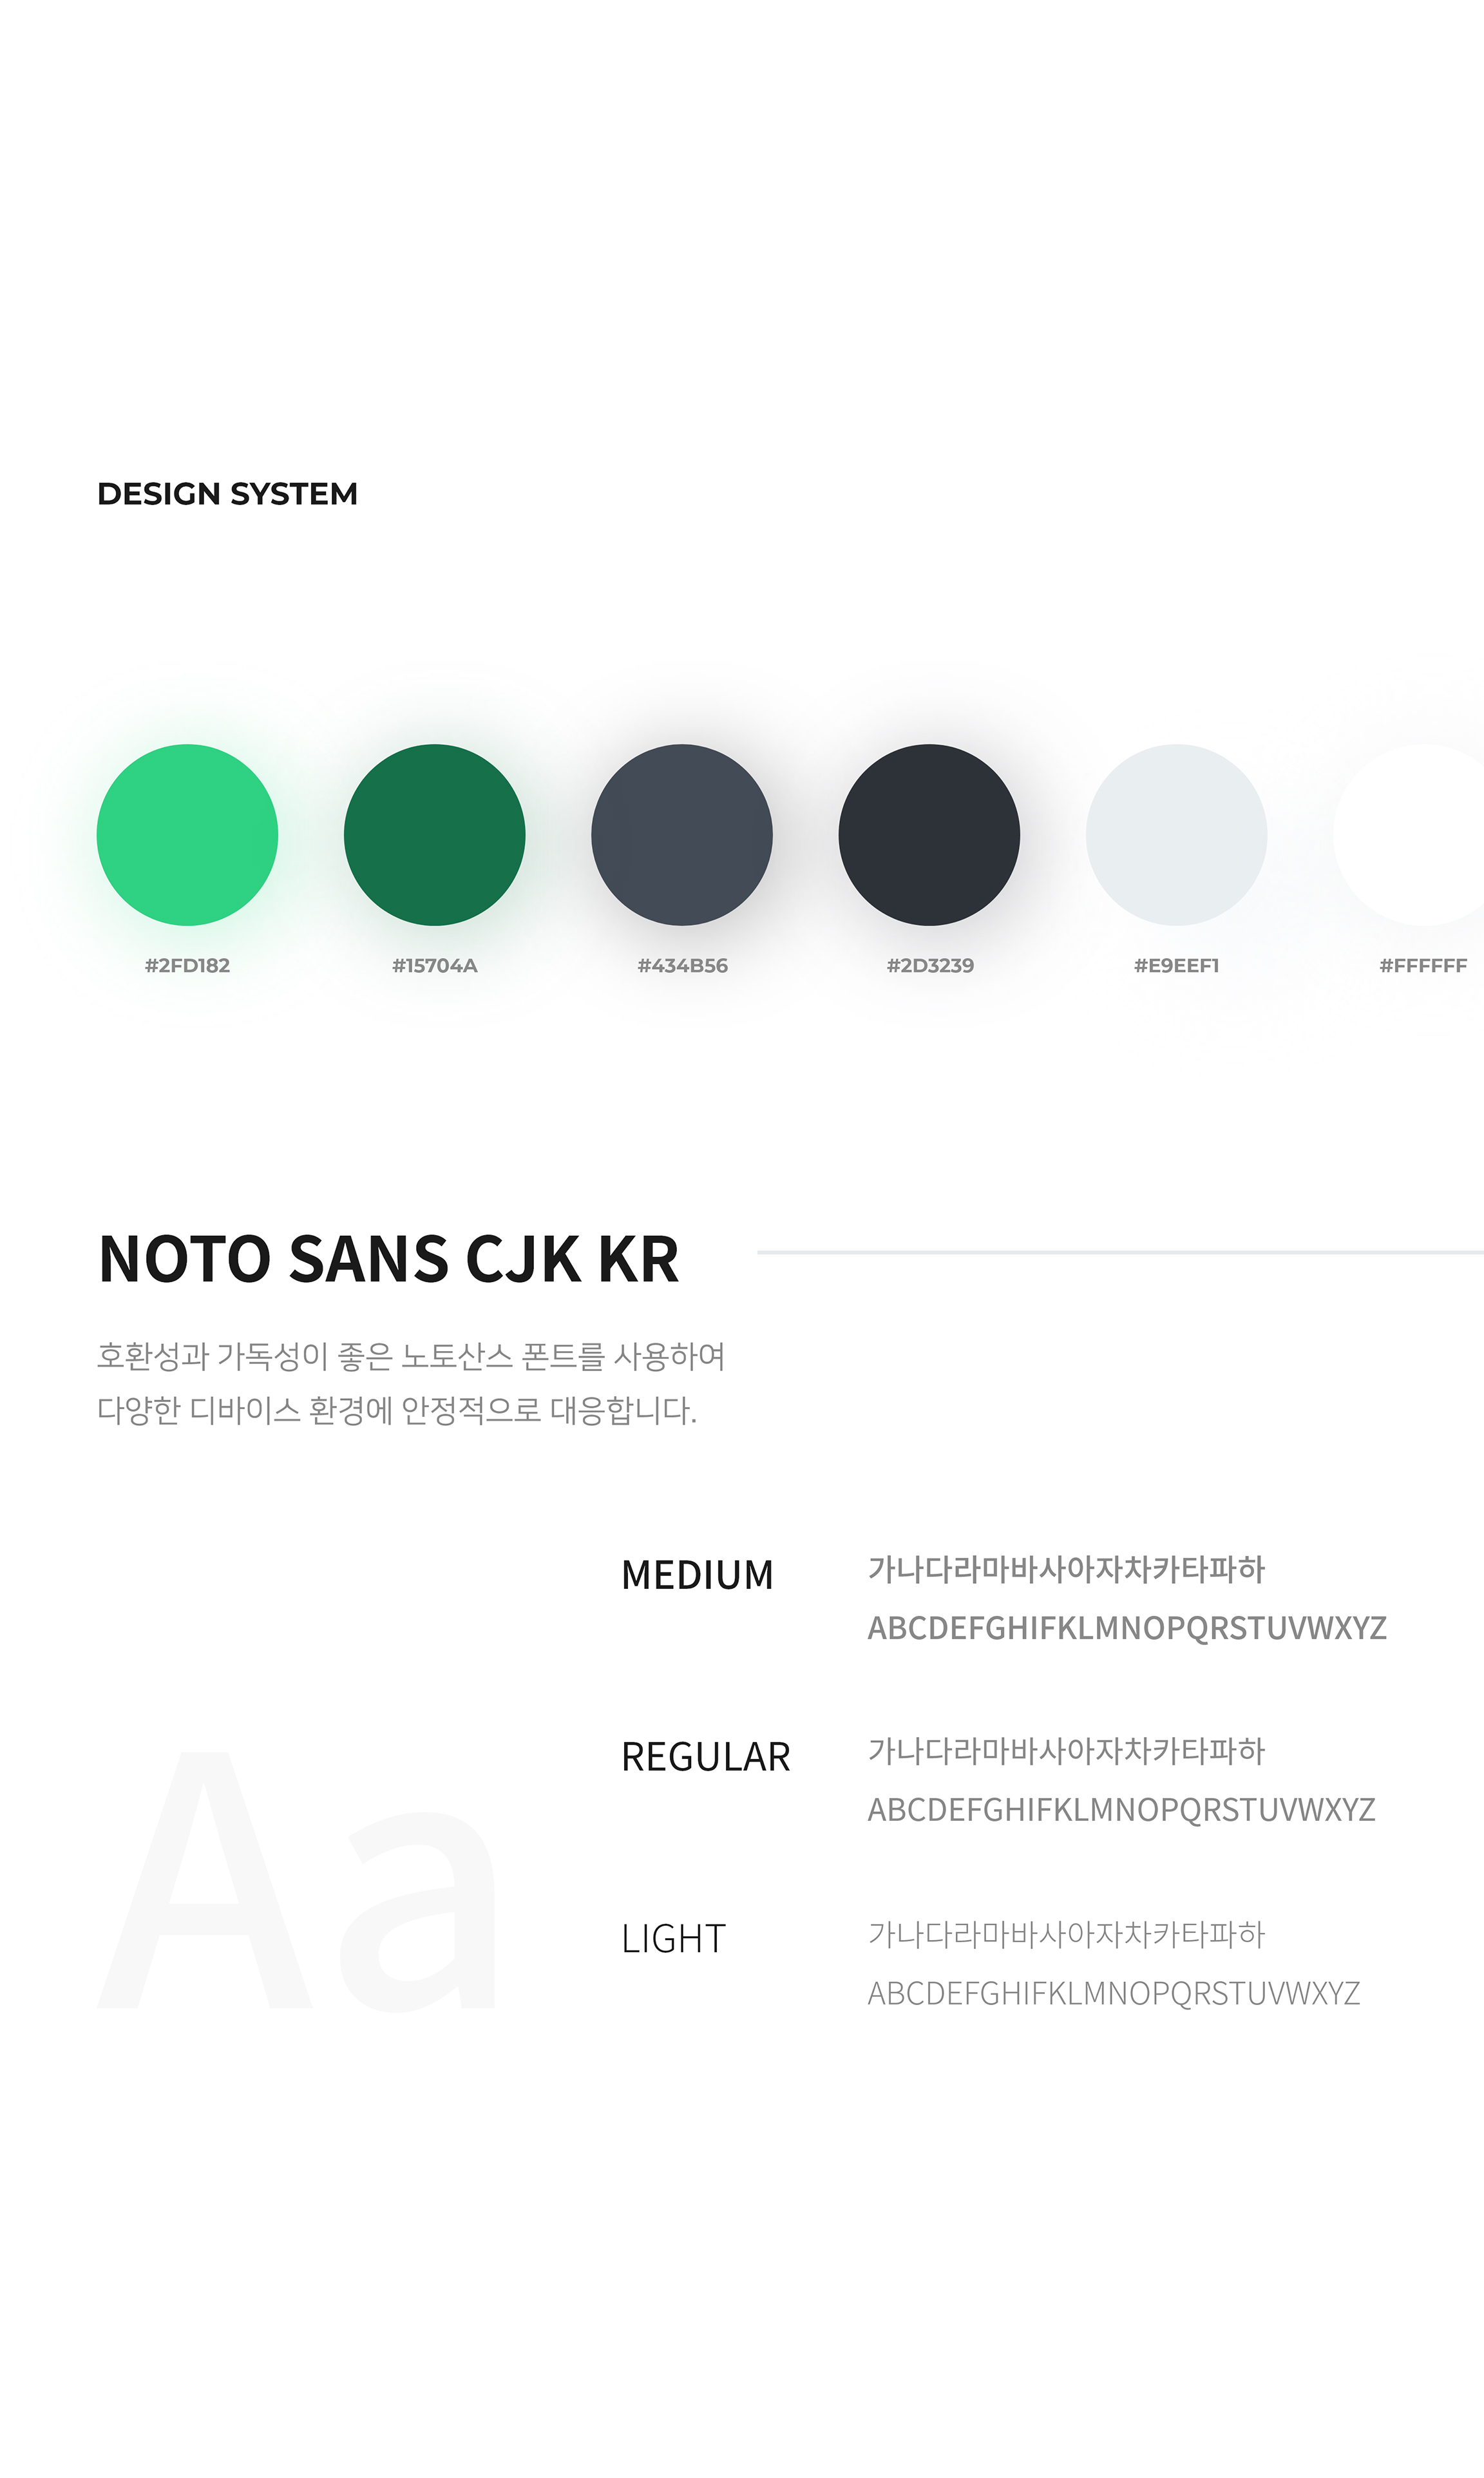 DESIGN SYSTEM
#2FD182
#15704A
#434B56
#2D3239
#E9EEF1
#FFFFFF
NOTO SANS CJK KR
호환성과 가독성이 좋은 노토산스 폰트를 사용하여
다양한 디바이스 환경에 안정적으로 대응합니다.
Aa
MEDIUM
가나다라마바사아자차카타파하
ABCDEFGHIFKLMNOPQRSTUVWXYZ
REGULAR
가나다라마바사아자차카타파하
ABCDEFGHIFKLMNOPQRSTUVWXYZ
LIGHT
가나다라마바사아자차카타파하
ABCDEFGHIFKLMNOPQRSTUVWXYZ